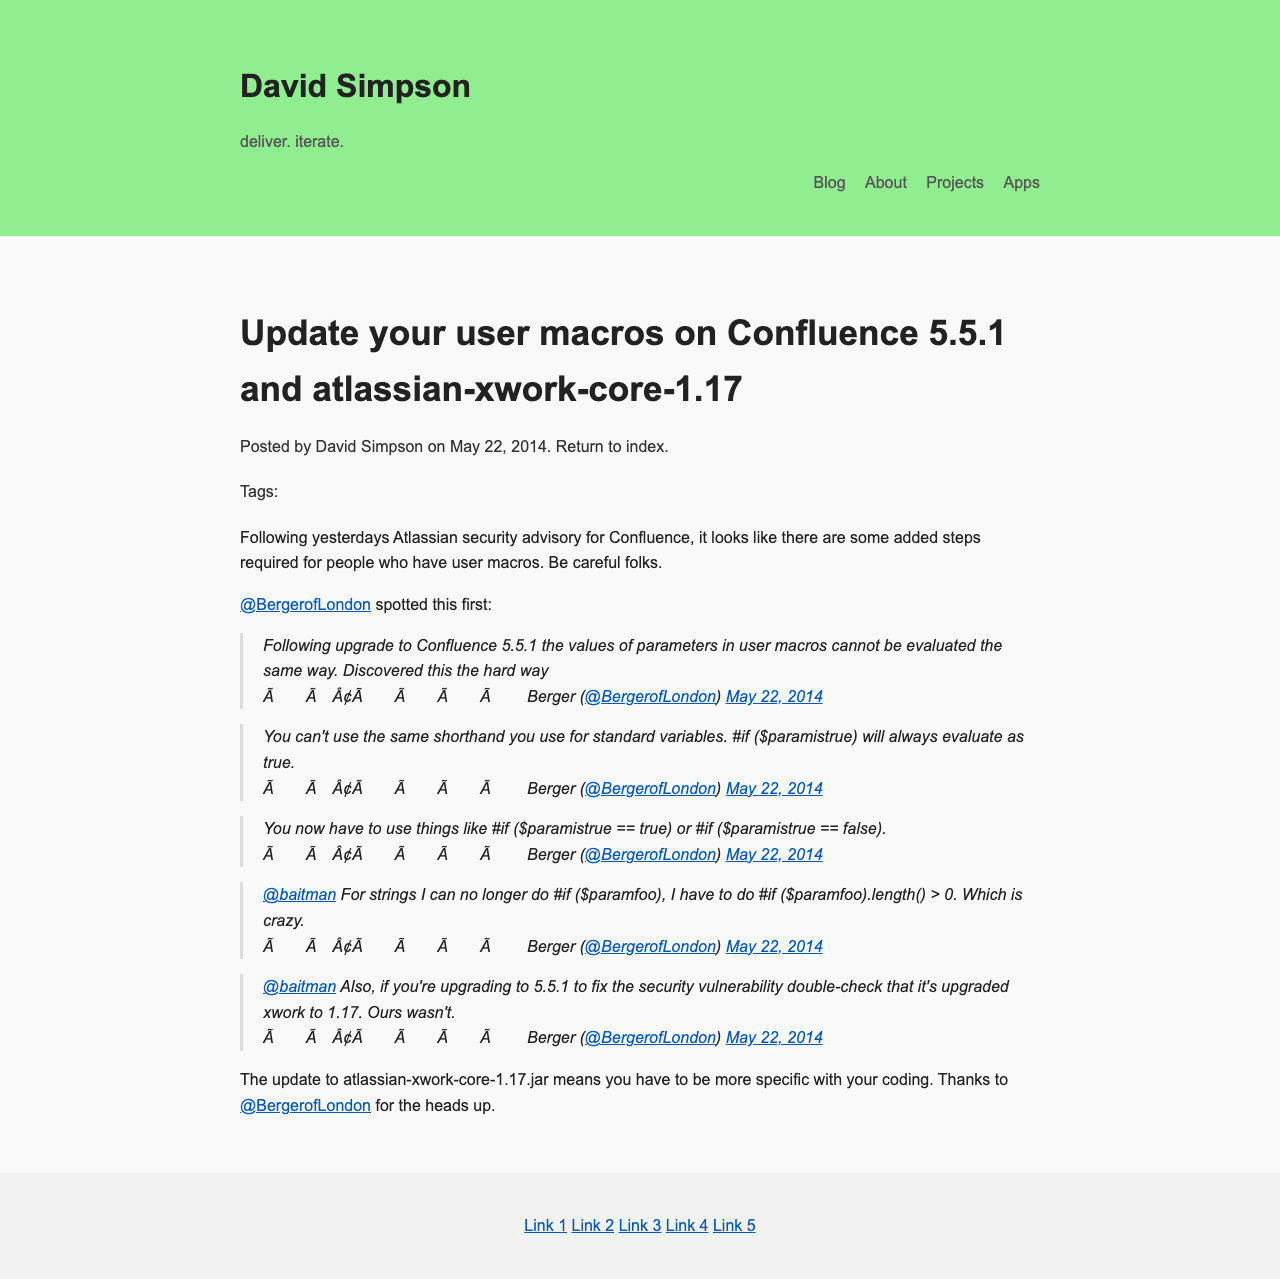 David Simpson
deliver. iterate.
Blog About Projects Apps
Update your user macros on Confluence 5.5.1
and atlassian-xwork-core-1.17
Posted by David Simpson on May 22, 2014. Return to index.
Tags:
Following yesterdays Atlassian security advisory for Confluence, it looks like there are some added steps
required for people who have user macros. Be careful folks.
@BergerofLondon spotted this first:
Following upgrade to Confluence 5.5.1 the values of parameters in user macros cannot be evaluated the
same way. Discovered this the hard way
Ã Ã Â¢Ã Ã Ã Ã Berger (@BergerofLondon) May 22, 2014
You can't use the same shorthand you use for standard variables. #if ($paramistrue) will always evaluate as
true.
Ã Ã Â¢Ã Ã Ã Ã Berger (@BergerofLondon) May 22, 2014
You now have to use things like #if ($paramistrue == true) or #if ($paramistrue == false).
Ã Ã Â¢Ã Ã Ã Ã Berger (@BergerofLondon) May 22, 2014
@baitman For strings I can no longer do #if ($paramfoo), I have to do #if ($paramfoo).length() > 0. Which is
crazy.
Ã Ã Â¢Ã Ã Ã Ã Berger (@BergerofLondon) May 22, 2014
@baitman Also, if you're upgrading to 5.5.1 to fix the security vulnerability double-check that it's upgraded
xwork to 1.17. Ours wasn't.
Ã Ã Â¢Ã Ã Ã Ã Berger (@BergerofLondon) May 22, 2014
The update to atlassian-xwork-core-1.17.jar means you have to be more specific with your coding. Thanks to
@BergerofLondon for the heads up.
Link 1 Link 2 Link 3 Link 4 Link 5